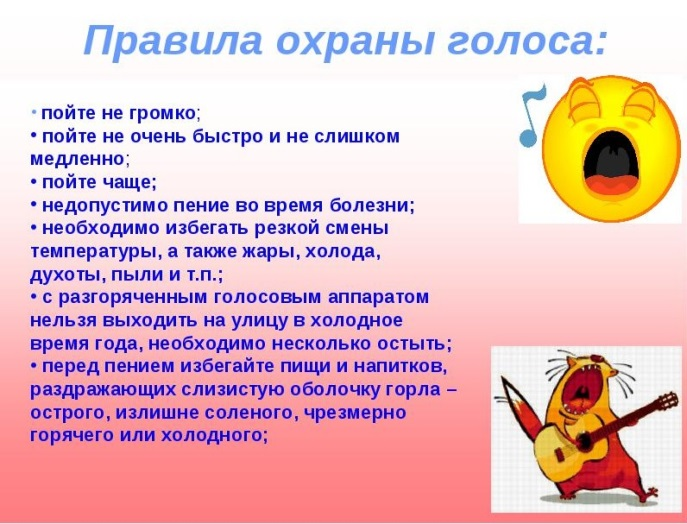 Правила охраны голоса:
• пойте не громко;
• пойте не очень быстро и не слишком
медленно;
• пойте чаще;
• недопустимо пение во время болезни;
• необходимо избегать резкой смены
температуры, а также жары, холода,
духоты, пыли и т.п.;
• с разгоряченным голосовым аппаратом
нельзя выходить на улицу в холодное
время года, необходимо несколько остыть;
• перед пением избегайте пищи и напитков,
раздражающих слизистую оболочку горла –
острого, излишне соленого, чрезмерно
горячего или холодного;